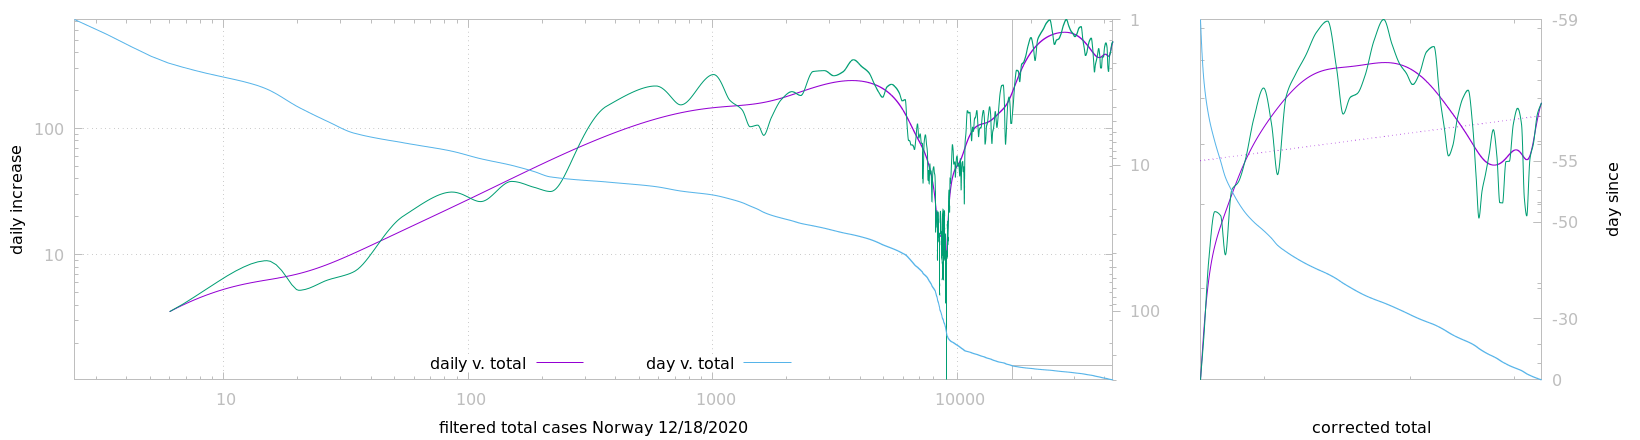 daily increase
100
10
1
10
100
daily v. total
day v. total
10
100
1000
10000
filtered total cases Norway 12/18/2020
-59
-55
-50
-30
0
day since
corrected total